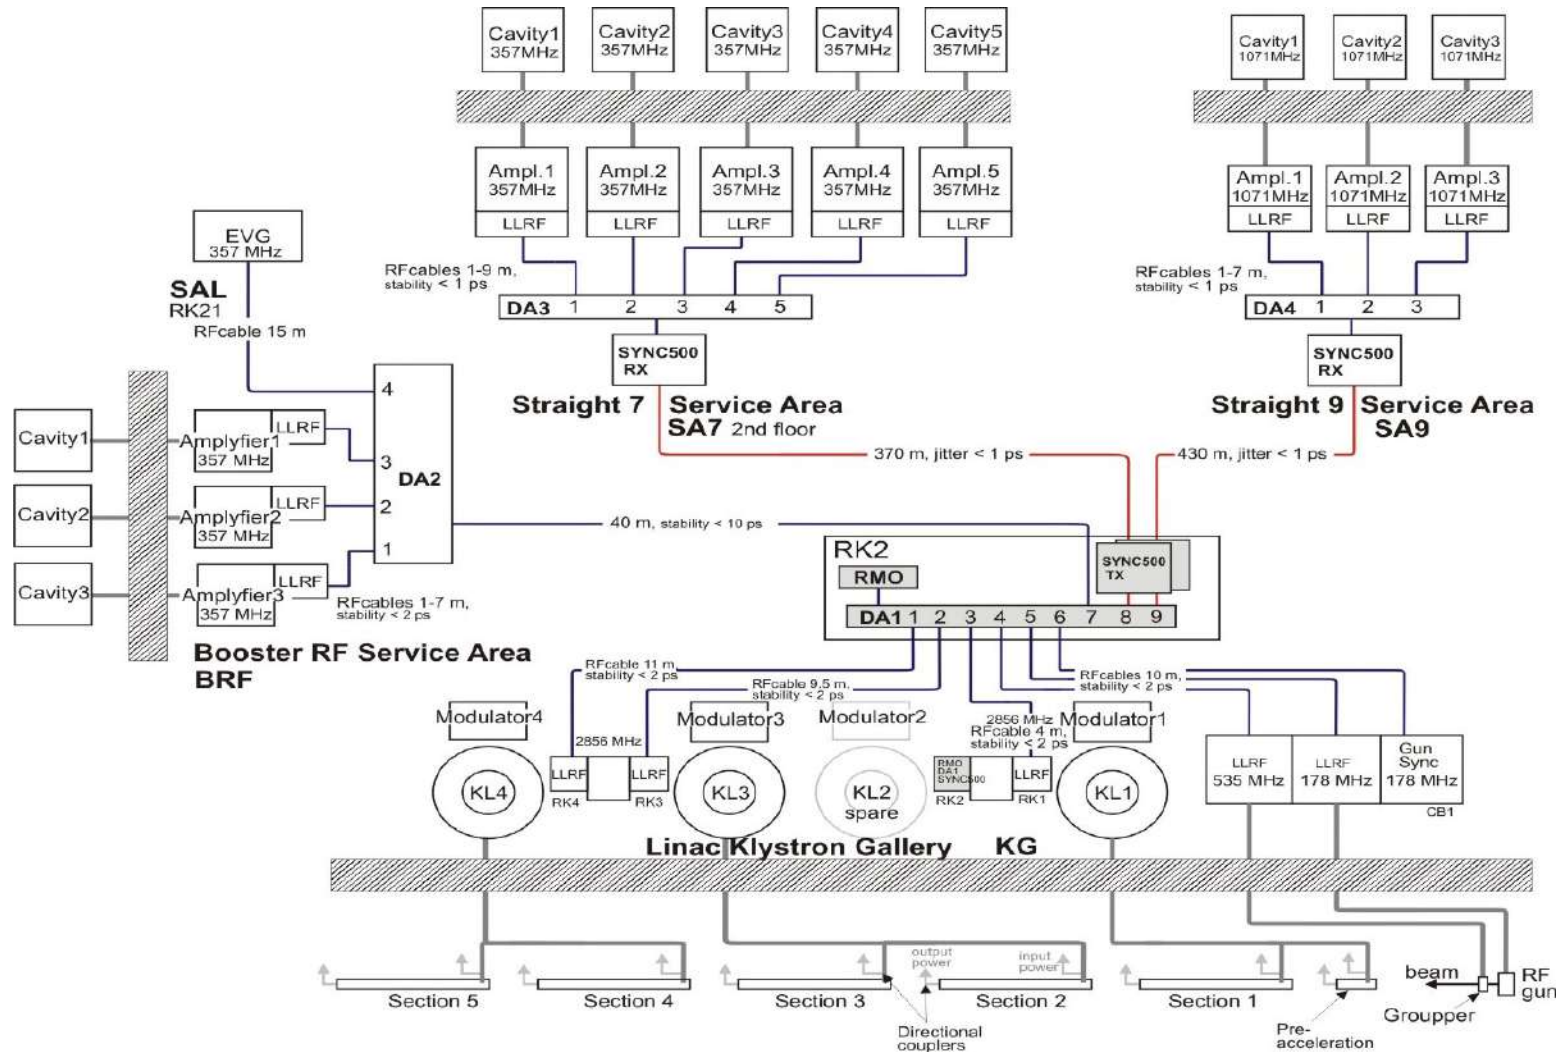 Cavity1
357MHz
Cavity2
357MHz
Cavity3
357MHz
Cavity4
357MHz
Cavity5
357MHz
Cavity1
1071MHz
Cavity2
1071MHz
Cavity3
1071MHz
Ampl.1
357MHz
LLRF
Ampl.2
357MHz
LLRF
Ampl.3
357MHz
LLRF
Ampl.4
357MHz
LLRF
Ampl.5
357MHz
LLRF
Ampl.1
1071MHz
LLRF
Ampl.2
1071MHz
LLRF
Ampl.3
1071MHz
LLRF
EVG
357 MHz
SAL
RK21
RFcable 15 m
RFcables 1-9 m,
stability < 1 ps
DA3 1 2 3 4 5
SYNC500
RX
Straight 7 Service Area
SA7 2nd floor
RFcables 1-7 m,
stability < 1 ps
DA4 1 2 3
SYNC500
RX
Straight 9 Service Area
SA9
370 m, jitter < 1 ps
430 m, jitter < 1 ps
4
3
DA2
2
1
Cavity1
Amplyfier1
357 MHz
LLRF
Cavity2
Amplyfier2
357 MHz
LLRF
Cavity3
Amplyfier3
357 MHz
LLRF
RFcables 1-7 m,
stability < 2 ps
Booster RF Service Area
BRF
40 m, stability < 10 ps
RK2
RMO
SYNC500
TX
DA1 1 2 3 4 5 6 7 8 9
RFcable 11 m
stability < 2 ps
RFcable 9.5 m,
stability < 2 ps
RFcables 10 m,
stability < 2 ps
2856 MHz
RFcable 4 m,
stability < 2 ps
Modulator4
Modulator3
Modulator2
Modulator1
2856 MHz
KL4
LLRF
RK4
LLRF
RK3
KL3
KL2
spare
RMO
DA1
SYNC500
RK2
LLRF
RK1
KL1
LLRF
535 MHz
LLRF
178 MHz
Gun
Sync
178 MHz
CB1
Linac Klystron Gallery KG
output
power
input
power
Section 5
Section 4
Section 3
Section 2
Section 1
Directional
couplers
Pre-
acceleration
beam
Groupper
RF
gun